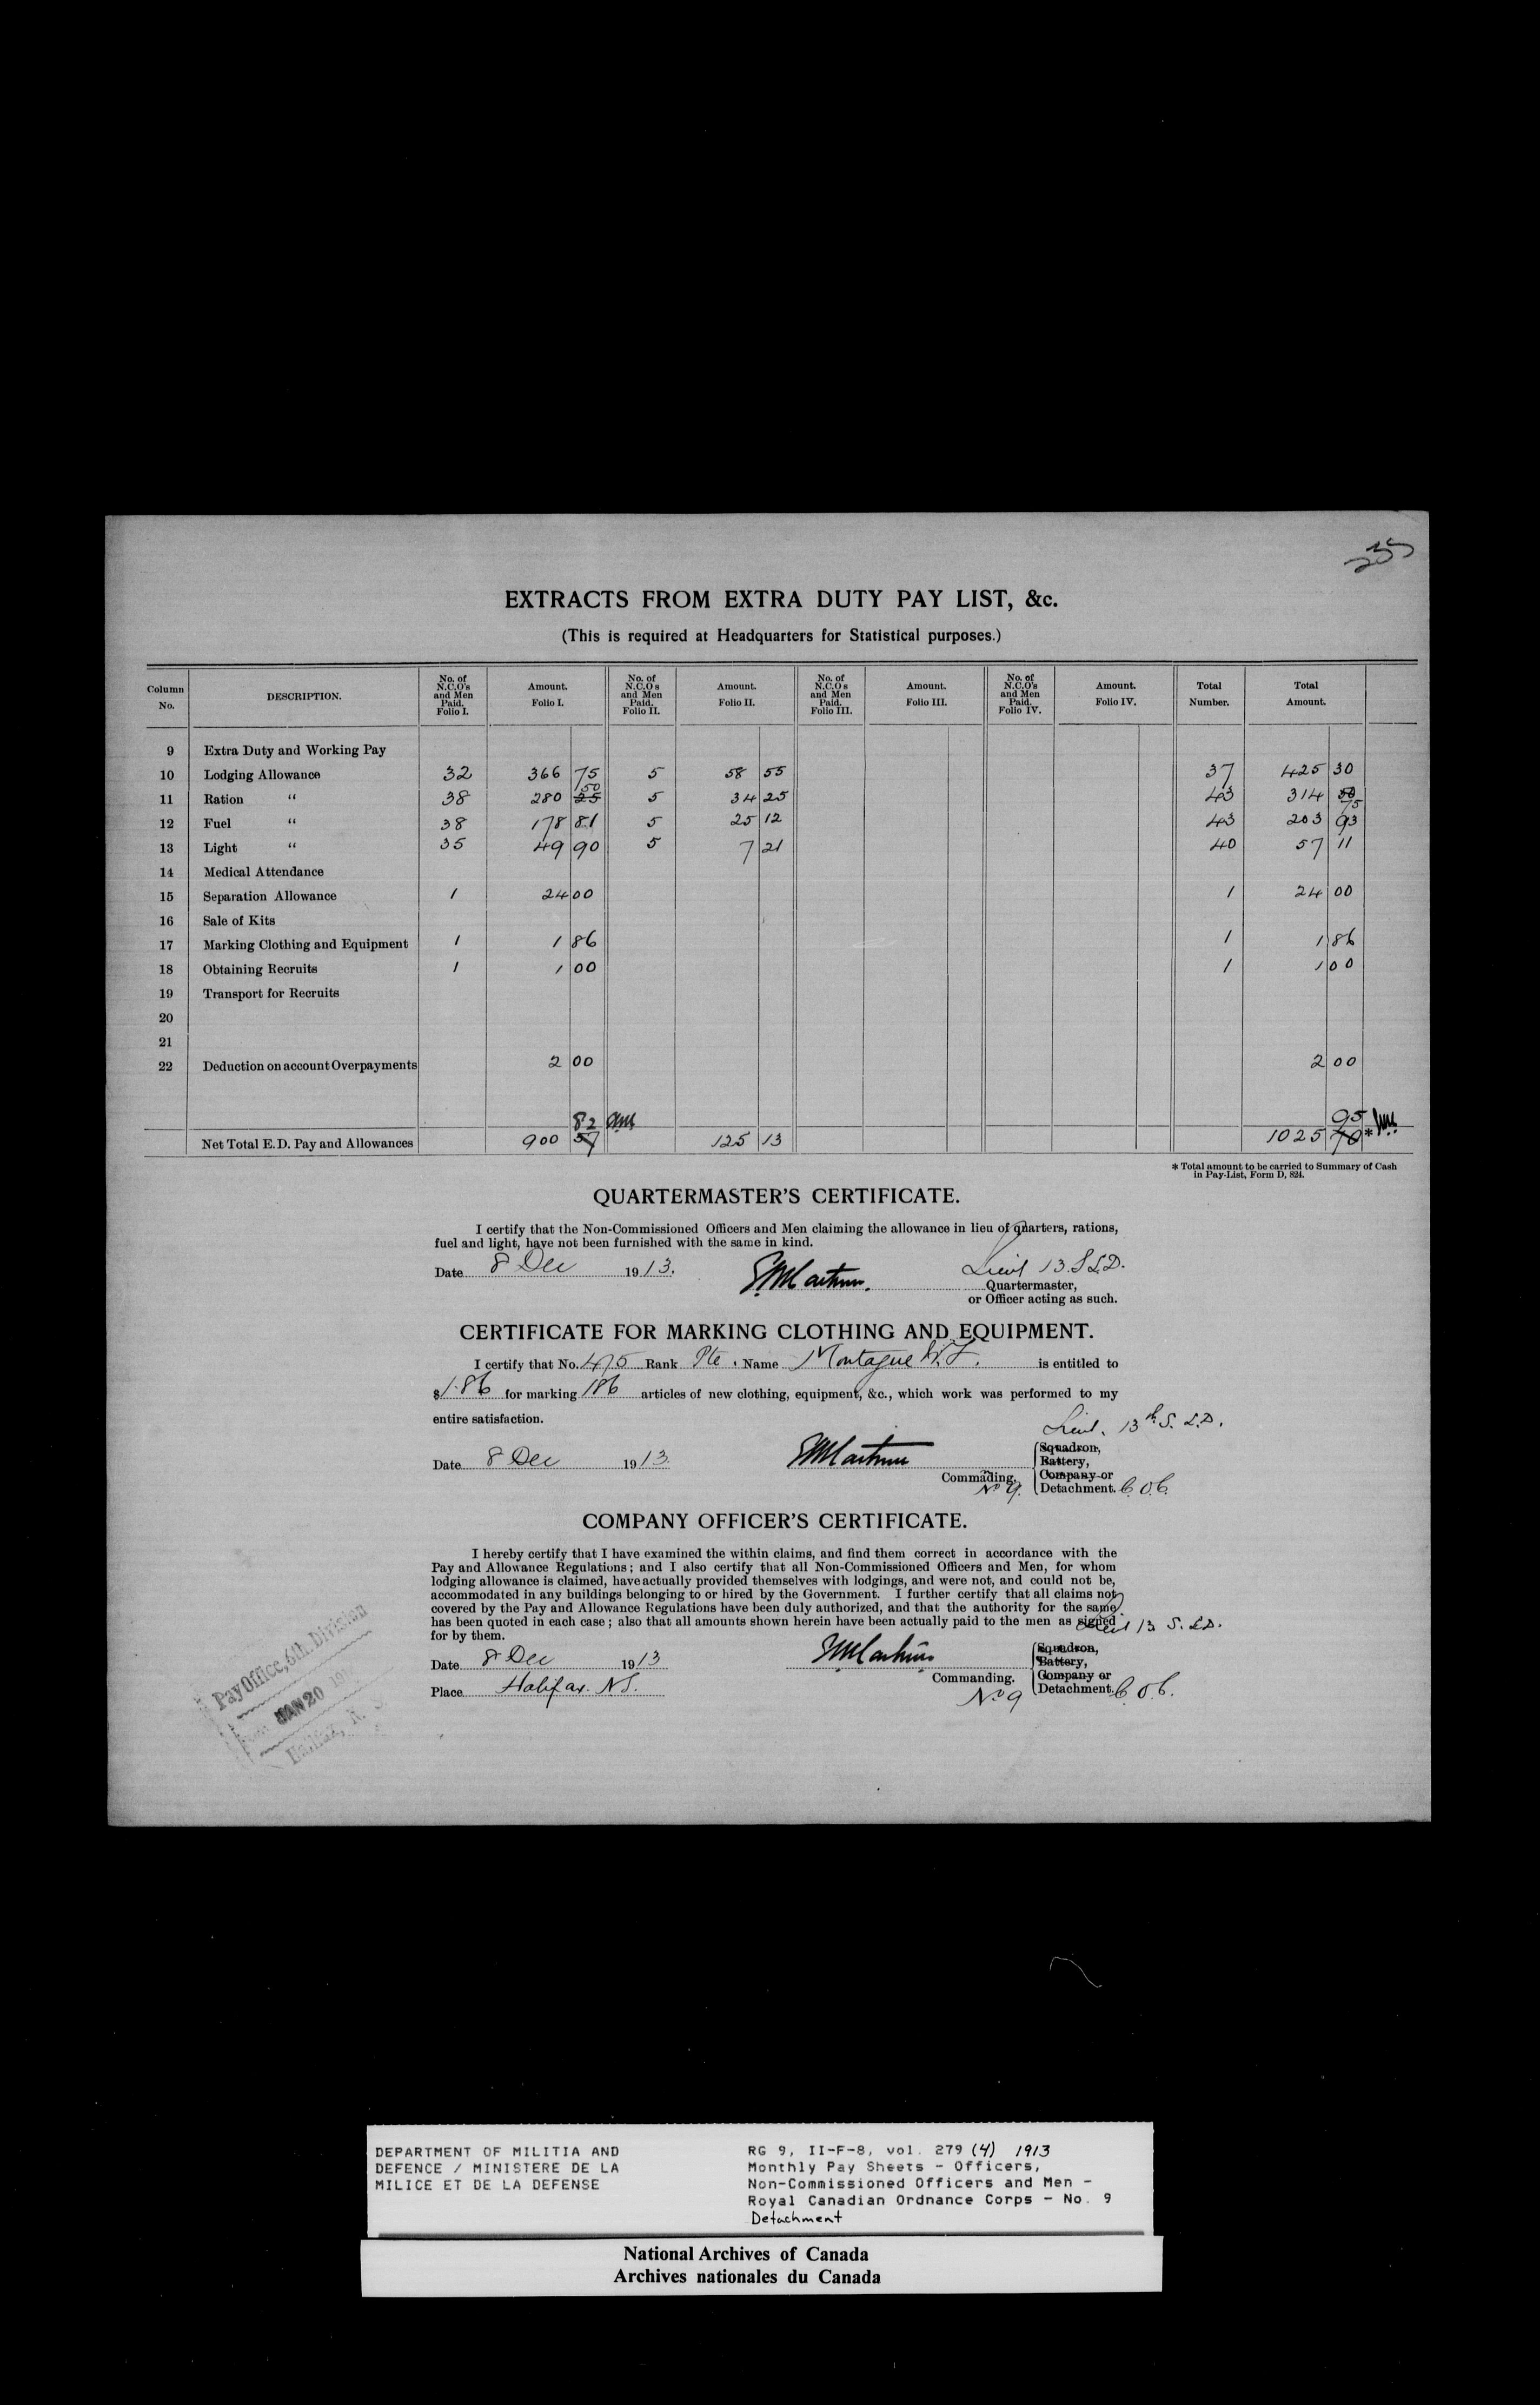 255
EXTRACTS FROM EXTRA DUTY PAY LIST, &c.
(This is required at Headquarters for Statistical purposes.)
Column No. DESCRIPTION. No. of N.C.O's and Men Paid. Folio I. Amount. Folio I. No. of N.C.O's and Men Paid. Folio II. Amount. Folio II. No. of N.C.O's and Men Paid. Folio III. Amount. Folio III. No. of N.C.O's and Men Paid. Folio IV. Amount. Folio IV. Total Number. Total Amount.
9 Extra Duty and Working Pay
10 Lodging Allowance 32 366 75 5 58 55 37 425 30
11 Ration “ 38 280 25 50 5 34 25 43 314 50 75
12 Fuel “ 38 178 81 5 25 12 43 203 93
13 Light “ 35 49 90 5 7 21 40 57 11
14 Medical Attendance
15 Separation Allowance 1 24 00 1 24 00
16 Sale of Kits
17 Marking Clothing and Equipment 1 1 86 1 1 86
18 Obtaining Recruits 1 1 00 1 1 00
19 Transport for Recruits
20
21
22 Deduction on account Overpayments 2 00 2 00
82 95
Net Total E.D. Pay and Allowances 900 57 125 13 1025 70 *
* Total amount to be carried to Summary of Cash
in Pay-List, Form D, 824.
QUARTERMASTER'S CERTIFICATE.
I certify that the Non-Commissioned Officers and Men claiming the allowance in lieu of quarters, rations,
fuel and light, have not been furnished with the same in kind.
Date 8 Dec 1913. Lieut 13. S.L.D.
Quartermaster,
or Officer acting as such.
CERTIFICATE FOR MARKING CLOTHING AND EQUIPMENT.
I certify that No. 475 Rank Pte. Name Montague W.F. is entitled to
$1.86 for marking 186 articles of new clothing, equipment, &c., which work was performed to my
entire satisfaction.
Lieut. 13th S. L.D.
Date 8 Dec 1913
Squadron,
Battery,
Commading. Company or
No 9. Detachment. C.O.C.
COMPANY OFFICER'S CERTIFICATE.
I hereby certify that I have examined the within claims, and find them correct in accordance with the
Pay and Allowance Regulations; and I also certify that all Non-Commissioned Officers and Men, for whom
lodging allowance is claimed, have actually provided themselves with lodgings, and were not, and could not be,
accommodated in any buildings belonging to or hired by the Government. I further certify that all claims not
covered by the Pay and Allowance Regulations have been duly authorized, and that the authority for the same
has been quoted in each case; also that all amounts shown herein have been actually paid to the men as signed
for by them.
Lieut 13 S. L.D.
Date 8 Dec 1913
Squadron,
Battery,
Place Halifax. N.S. Commanding. Company or
No 9 Detachment. C.O.C.
Pay Office, 6th. Division
JAN 20 191
Halifax, N. S.
DEPARTMENT OF MILITIA AND
DEFENCE / MINISTERE DE LA
MILICE ET DE LA DEFENSE
RG 9, II-F-8, vol. 279 (4) 1913
Monthly Pay Sheets - Officers,
Non-Commissioned Officers and Men -
Royal Canadian Ordnance Corps - No. 9
Detachment
National Archives of Canada
Archives nationales du Canada